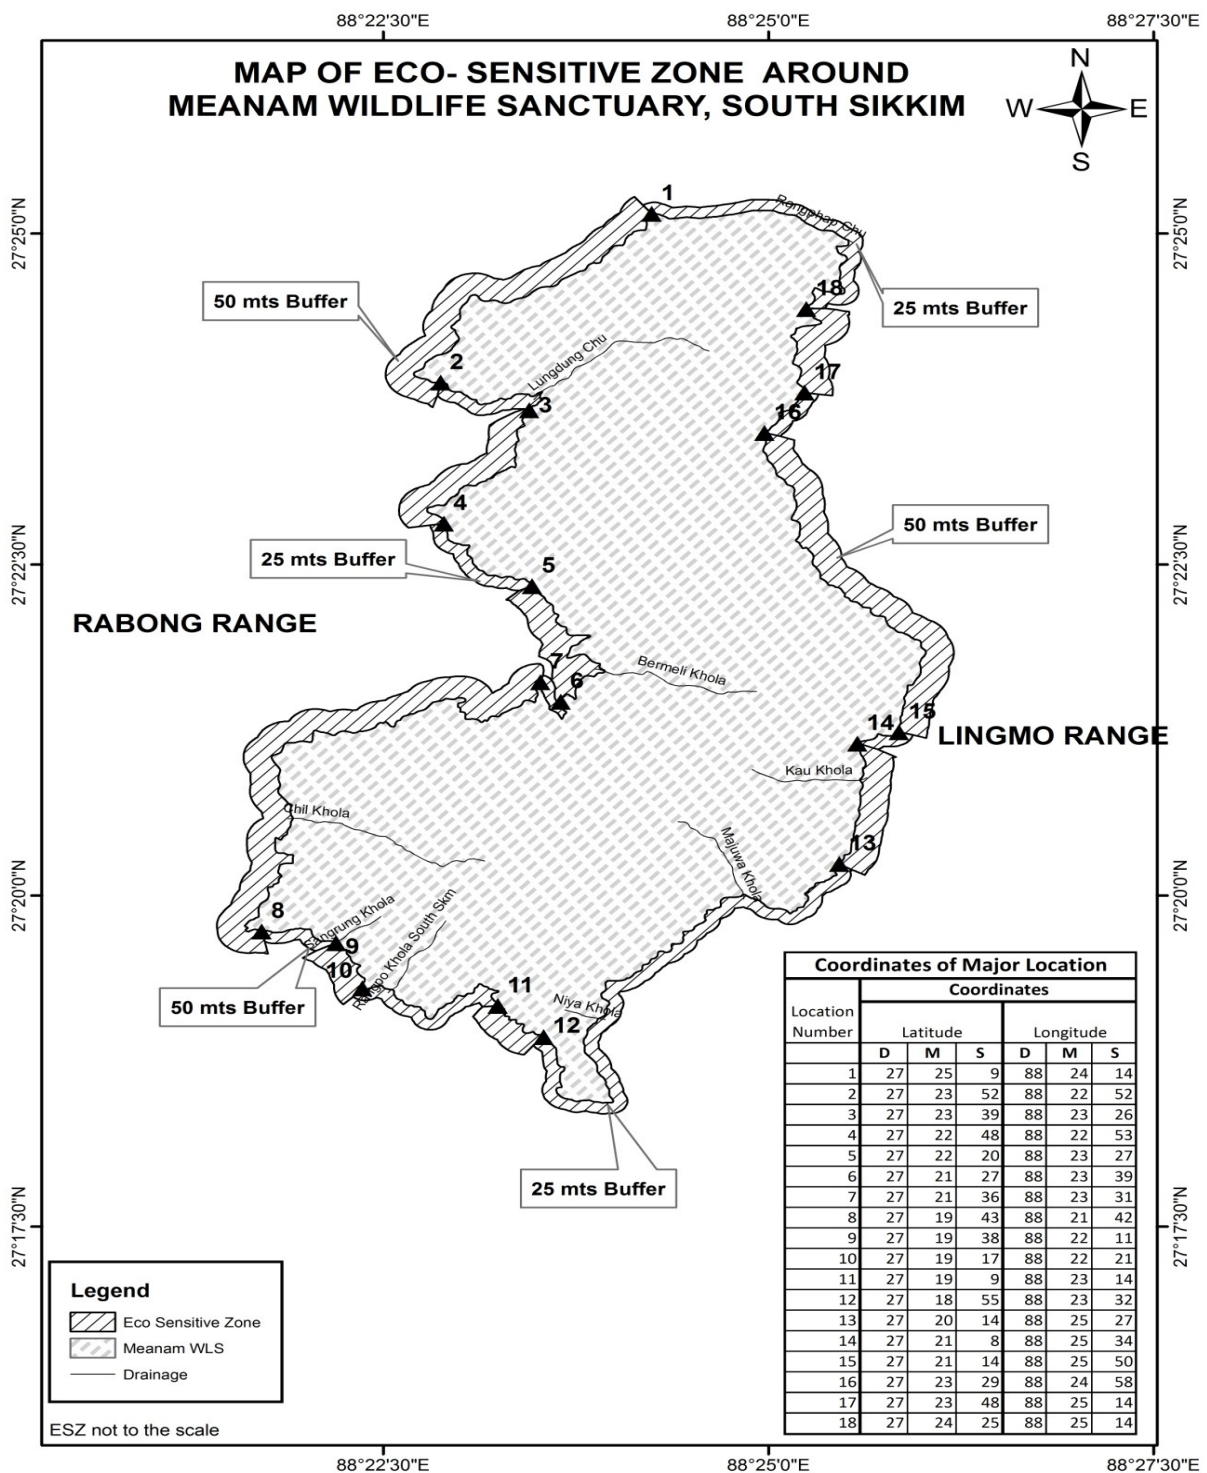 88°22'30"E 88°25'0"E 88°27'30"E
MAP OF ECO- SENSITIVE ZONE AROUND
MEANAM WILDLIFE SANCTUARY, SOUTH SIKKIM
N
W E
S
27°25'0"N 27°25'0"N
1
Rongphap Chu
18
50 mts Buffer
25 mts Buffer
2
Lungdung Chu
17
3
16
4
50 mts Buffer
25 mts Buffer
5
27°22'30"N 27°22'30"N
RABONG RANGE
7
Bermeli Khola
6
15
14
LINGMO RANGE
Kau Khola
Chil Khola
Majuwa Khola
13
27°20'0"N 27°20'0"N
8
Sangrung Khola
9
Rangpo Khola South Skm
10
11
50 mts Buffer
Niya Khola
12
25 mts Buffer
27°17'30"N 27°17'30"N
Coordinates of Major Location
Coordinates
Location Number Latitude Longitude
D M S D M S
1 27 25 9 88 24 14
2 27 23 52 88 22 52
3 27 23 39 88 23 26
4 27 22 48 88 22 53
5 27 22 20 88 23 27
6 27 21 27 88 23 39
7 27 21 36 88 23 31
8 27 19 43 88 21 42
9 27 19 38 88 22 11
10 27 19 17 88 22 21
11 27 19 9 88 23 14
12 27 18 55 88 23 32
13 27 20 14 88 25 27
14 27 21 8 88 25 34
15 27 21 14 88 25 50
16 27 23 29 88 24 58
17 27 23 48 88 25 14
18 27 24 25 88 25 14
Legend
Eco Sensitive Zone
Meanam WLS
Drainage
ESZ not to the scale
88°22'30"E 88°25'0"E 88°27'30"E